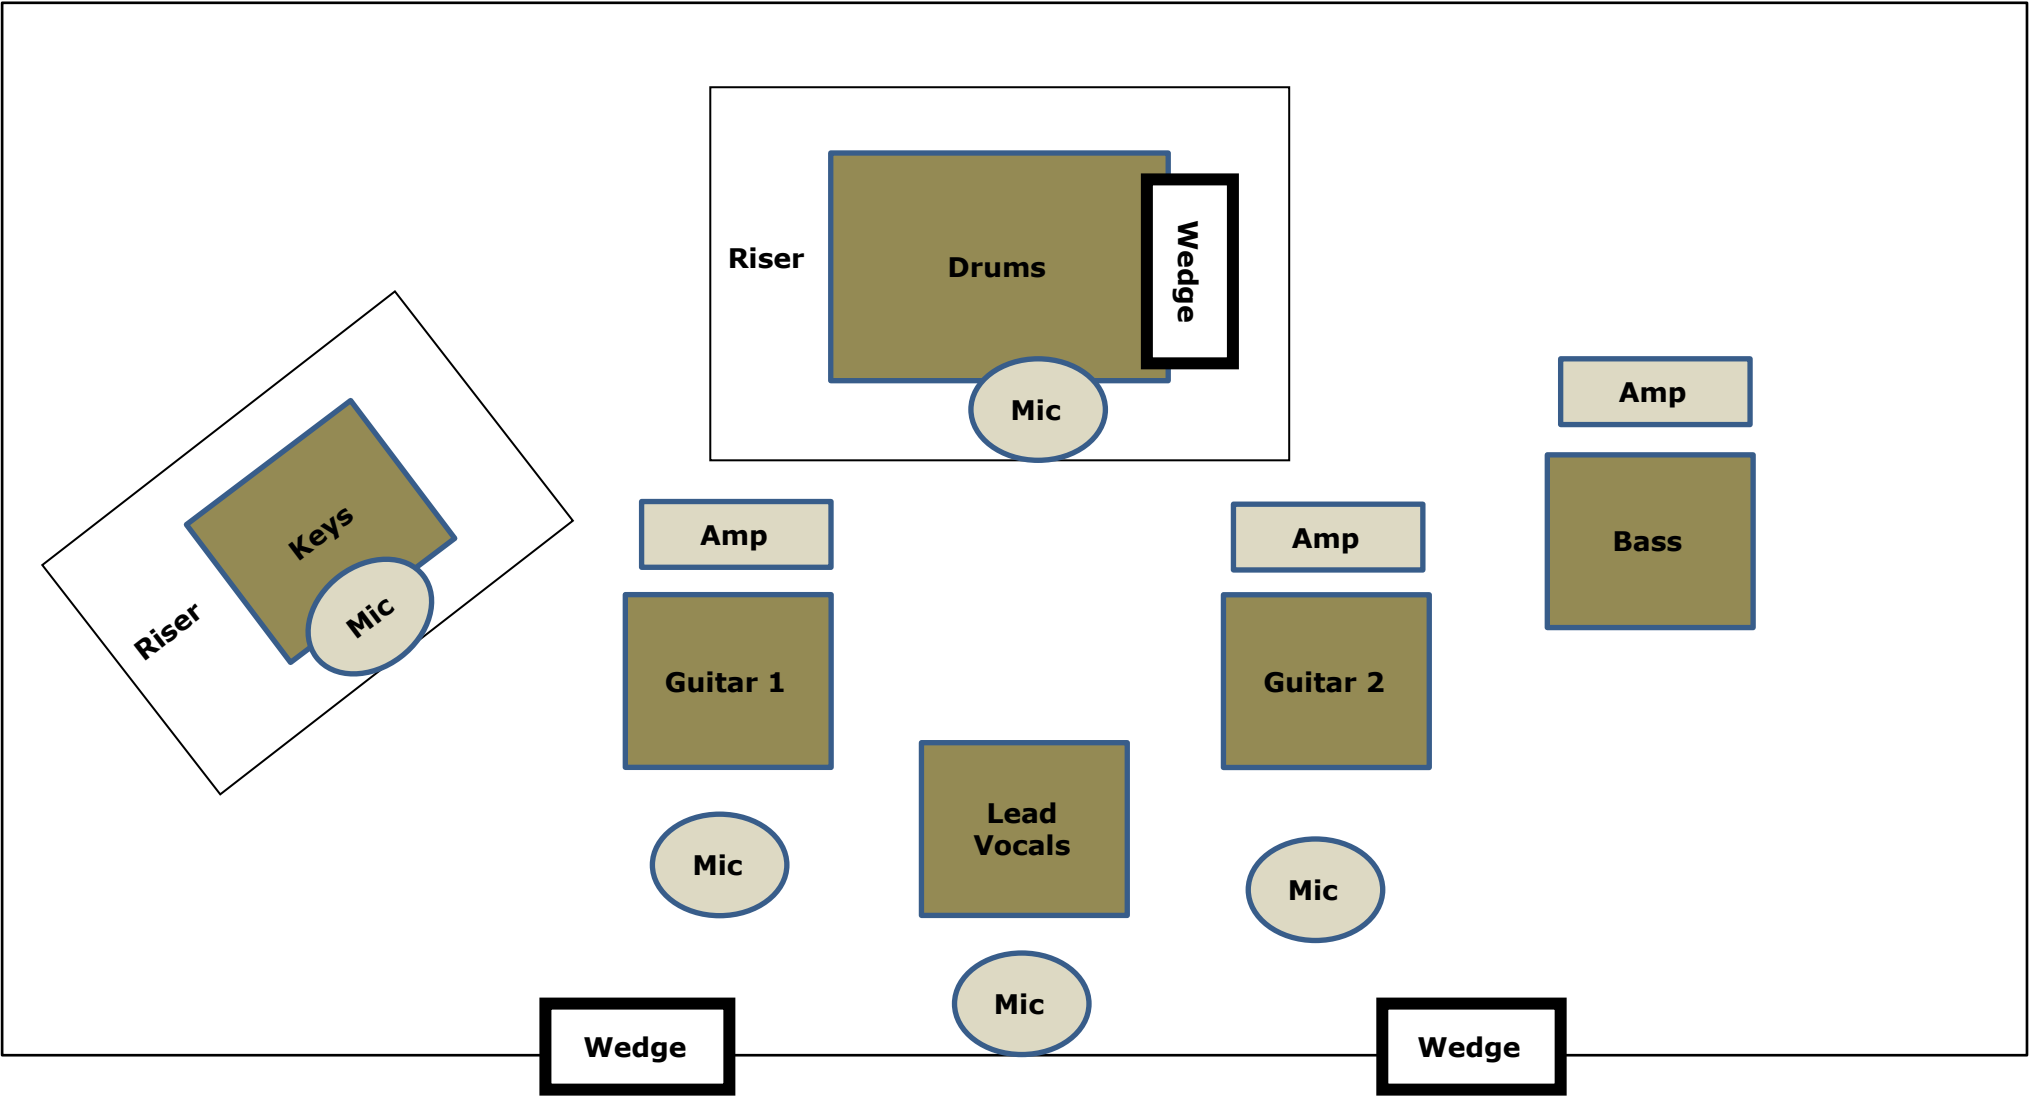 Riser
Drums
Wedge
Mic
Amp
Keys
Mic
Riser
Amp
Amp
Bass
Guitar 1
Guitar 2
Lead
Vocals
Mic
Mic
Mic
Wedge
Wedge